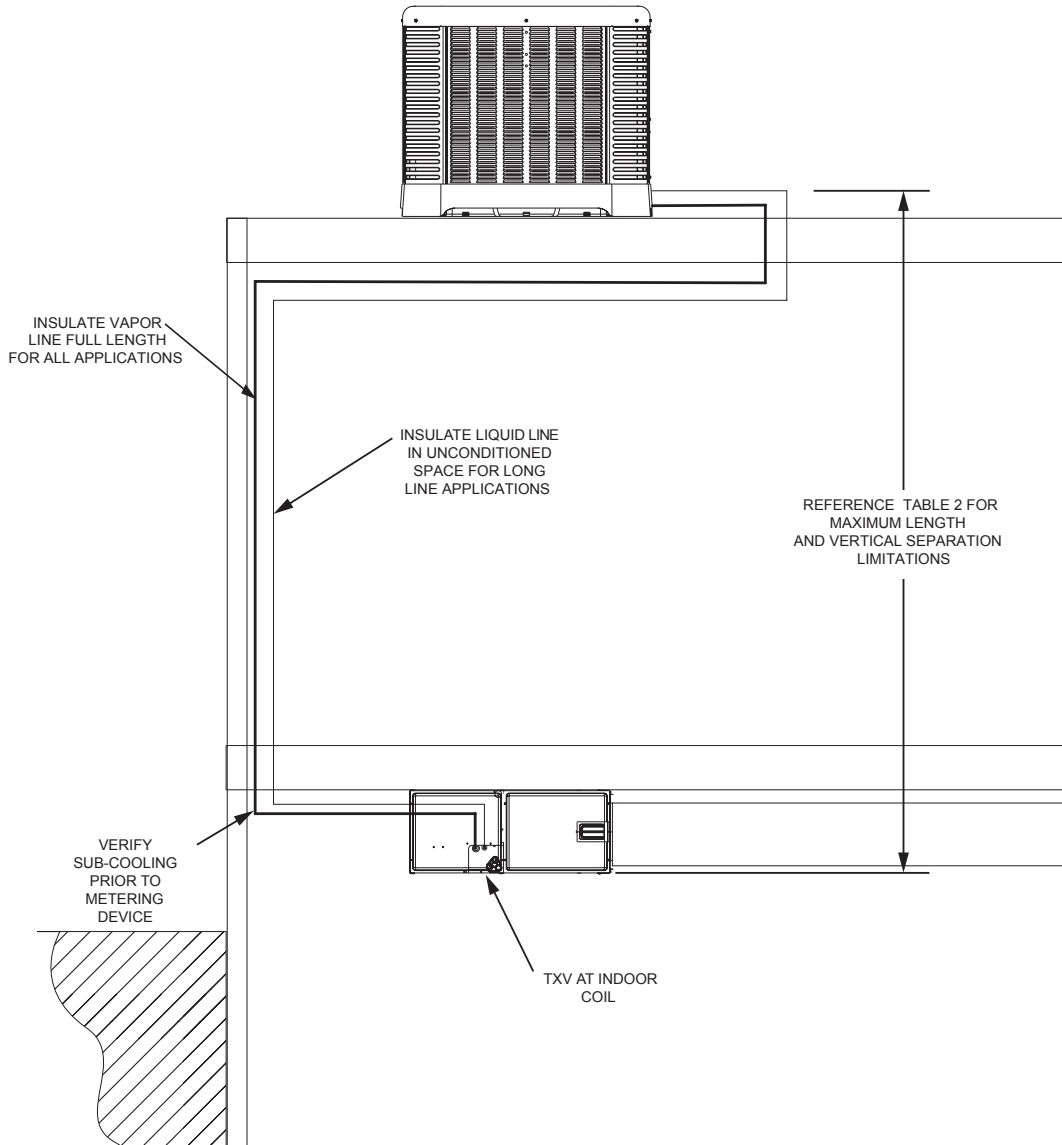 INSULATE VAPOR
LINE FULL LENGTH
FOR ALL APPLICATIONS
INSULATE LIQUID LINE
IN UNCONDITIONED
SPACE FOR LONG
LINE APPLICATIONS
REFERENCE TABLE 2 FOR
MAXIMUM LENGTH
AND VERTICAL SEPARATION
LIMITATIONS
VERIFY
SUB-COOLING
PRIOR TO
METERING
DEVICE
TXV AT INDOOR
COIL